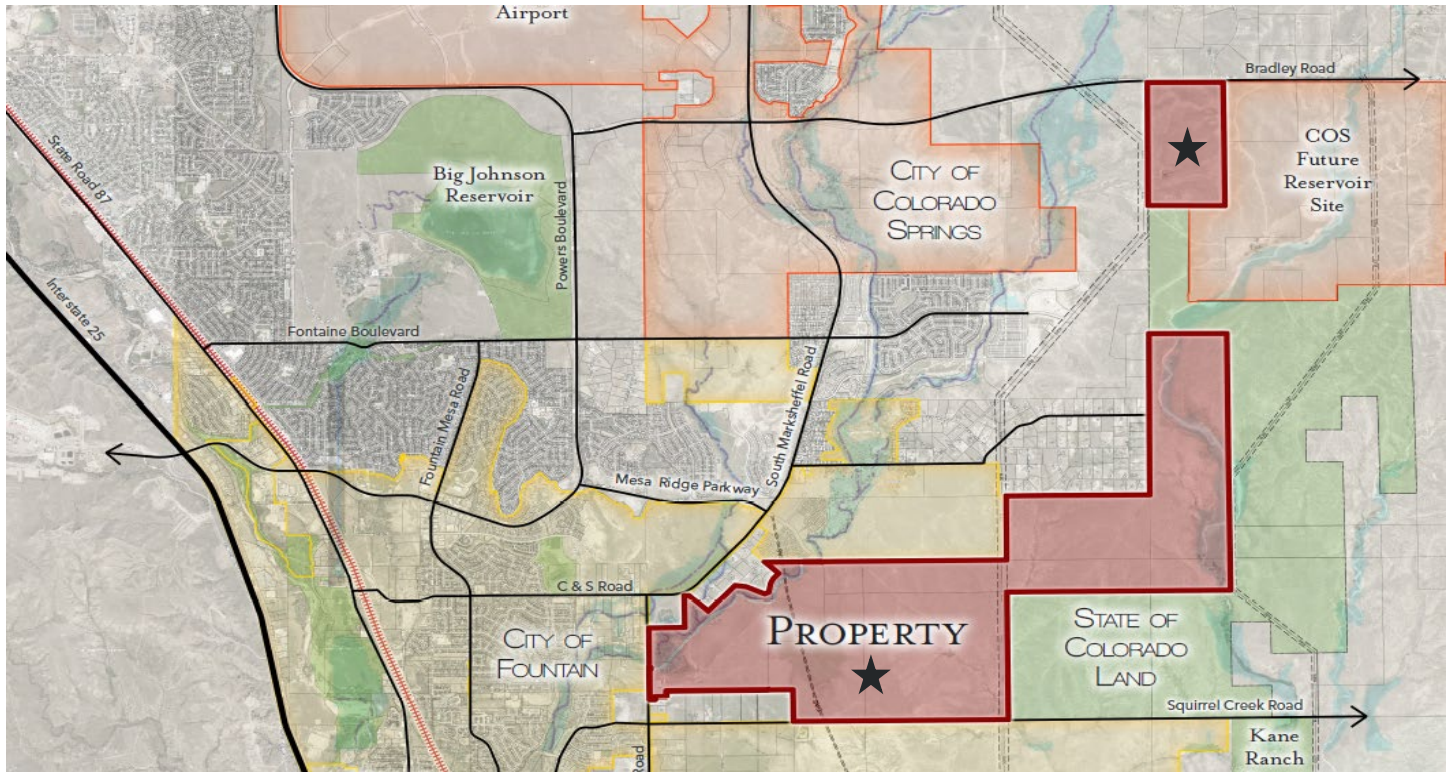 Airport
Bradley Road
State Road 87
Big Johnson
Reservoir
Powers Boulevard
City of
Colorado
Springs
COS
Future
Reservoir
Site
Interstate 25
Fontaine Boulevard
Fountain Mesa Road
South Marksheffel Road
Mesa Ridge Parkway
C & S Road
City of
Fountain
Property
State of
Colorado
Land
Squirrel Creek Road
Kane
Ranch
Road